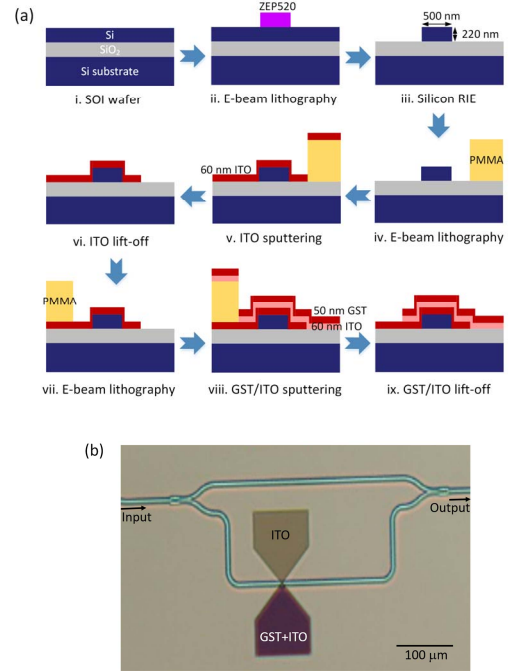 (a)
ZEP520
Si
SiO2
Si substrate
500 nm
220 nm
i. SOI wafer
ii. E-beam lithography
iii. Silicon RIE
60 nm ITO
PMMA
vi. ITO lift-off
v. ITO sputtering
iv. E-beam lithography
PMMA
50 nm GST
60 nm ITO
vii. E-beam lithography
viii. GST/ITO sputtering
ix. GST/ITO lift-off
(b)
Input
Output
ITO
GST+ITO
100 μm